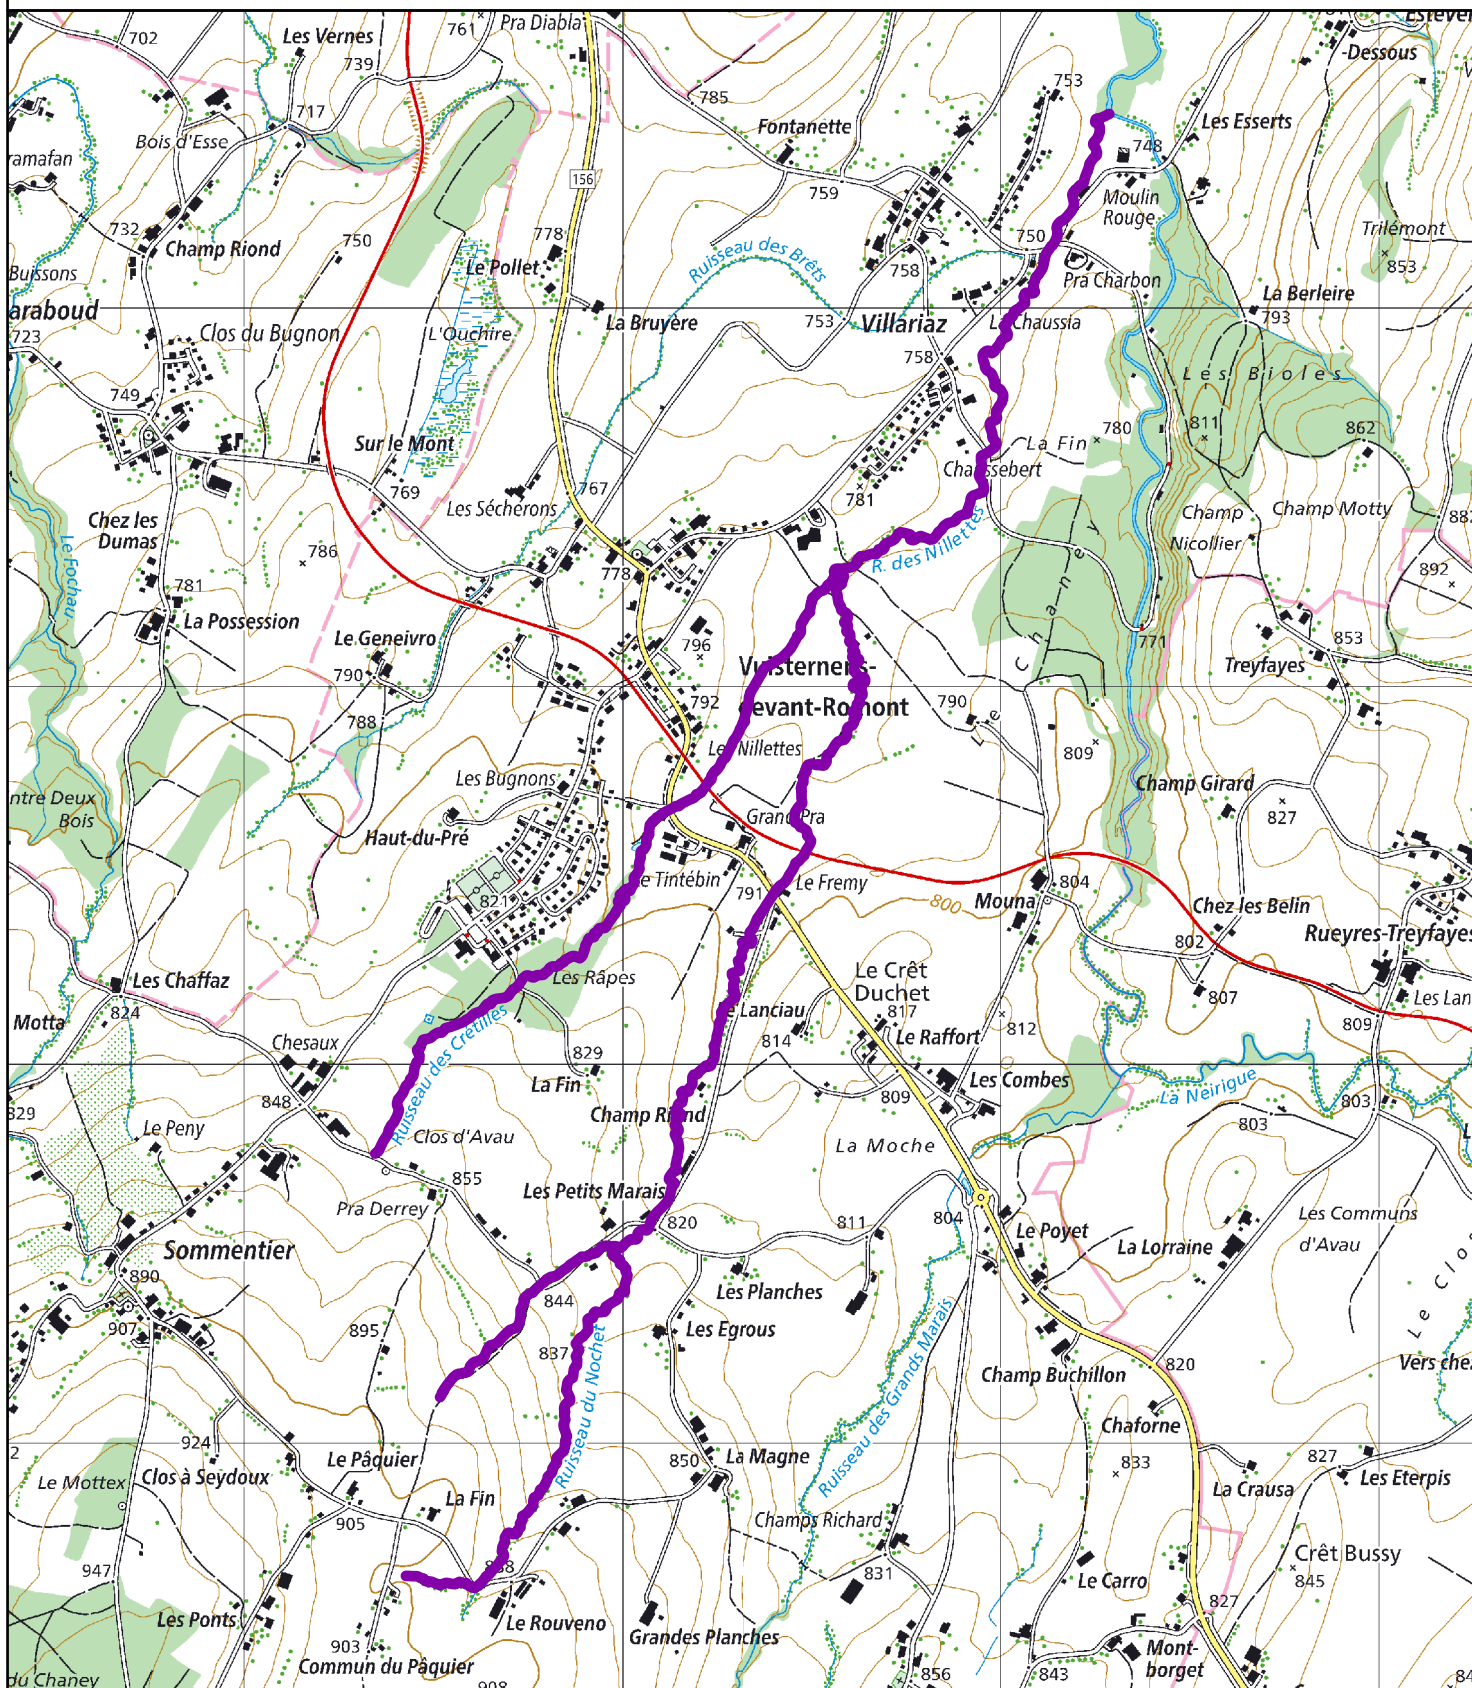 702
Les Vernes
739
761
Pra Diabla
Dessous
717
Bois d'Esse
785
753
Fontanette
Les Esserts
748
ramafan
156
759
Moulin
Rouge
732
Champ Riond
750
778
Le Pollet
Ruisseau des Brêts
758
750
Pra Charbon
Trilémont
853
Buissons
araboud
723
Clos du Bugnon
L'Ouchire
La Bruyère
753
Villariaz
La Chaussia
La Berleire
793
758
Les Bioles
749
Sur le Mont
769
Les Sécherons
767
781
Chaussebert
La Fin
780
811
862
Chez les
Dumas
786
Champ
Nicollier
Champ Motty
892
Le Fochau
781
La Possession
778
R. des Nillettes
Le Chaney
771
Treyfayes
853
Le Geneivro
790
796
Vuisternens-
devant-Romont
788
792
790
809
Les Nillettes
Les Bugnons
ntre Deux
Bois
Haut-du-Pré
Grand Pra
Champ Girard
827
821
Le Tintébin
791
Le Fremy
800
Mouna
804
Chez les Belin
802
Rueyres-Treyfayes
Les Chaffaz
824
Motta
Les Râpes
Le Crêt
Duchet
817
807
Les Lan
809
Chesaux
848
Ruisseau des Crétilles
829
La Fin
Le Lanciau
814
Le Raffort
812
Les Combes
809
La Neirigue
803
803
829
Le Peny
Clos d'Avau
Champ Riond
La Moche
855
Pra Derrey
Les Petits Marais
820
811
804
Le Poyet
La Lorraine
Les Communs
d'Avau
Sommentier
890
907
844
Les Planches
Les Egrous
837
895
Ruisseau du Nochet
Ruisseau des Grands Marais
Champ Buchillon
820
Vers che
Le Clos
Chaforne
2
924
Le Mottex
Clos à Seydoux
Le Pâquier
La Fin
905
850
La Magne
833
La Crausa
827
Les Eterpis
Champs Richard
831
Crêt Bussy
845
947
Les Ponts
Le Rouveno
Grandes Planches
Le Carro
827
903
Commun du Pâquier
908
856
843
Mont-
borget
du Chaney